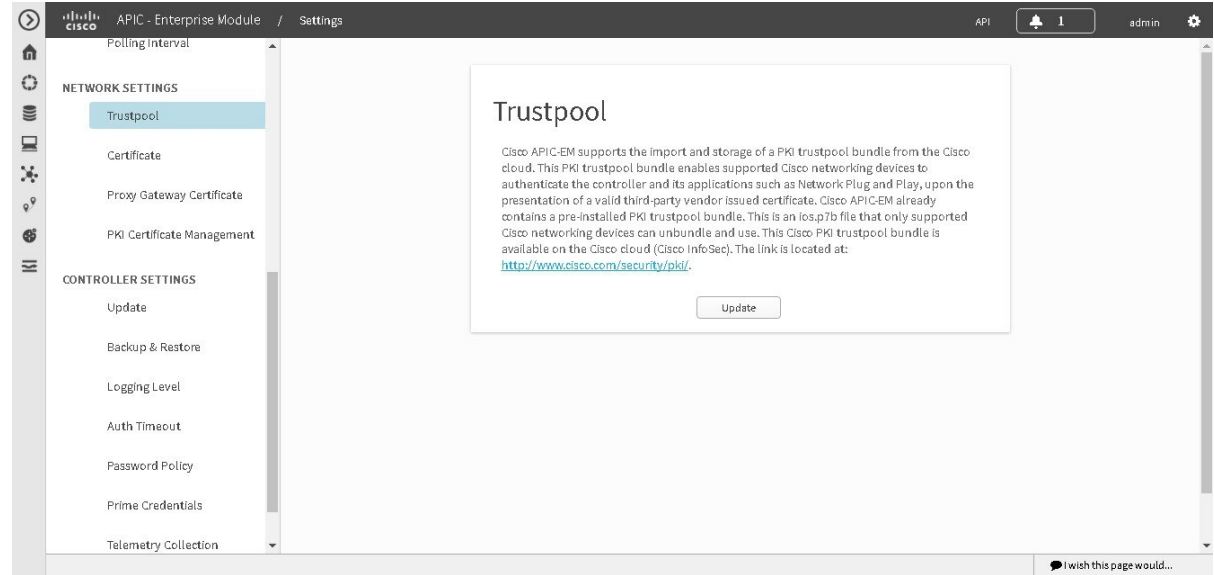 cisco APIC - Enterprise Module / Settings
API 1 admin
Polling Interval
NETWORK SETTINGS
Trustpool
Certificate
Proxy Gateway Certificate
PKI Certificate Management
CONTROLLER SETTINGS
Update
Backup & Restore
Logging Level
Auth Timeout
Password Policy
Prime Credentials
Telemetry Collection
Trustpool
Cisco APIC-EM supports the import and storage of a PKI trustpool bundle from the Cisco
cloud. This PKI trustpool bundle enables supported Cisco networking devices to
authenticate the controller and its applications such as Network Plug and Play, upon the
presentation of a valid third-party vendor issued certificate. Cisco APIC-EM already
contains a pre-installed PKI trustpool bundle. This is an ios.p7b file that only supported
Cisco networking devices can unbundle and use. This Cisco PKI trustpool bundle is
available on the Cisco cloud (Cisco InfoSec). The link is located at:
http://www.cisco.com/security/pki/.
Update
I wish this page would...